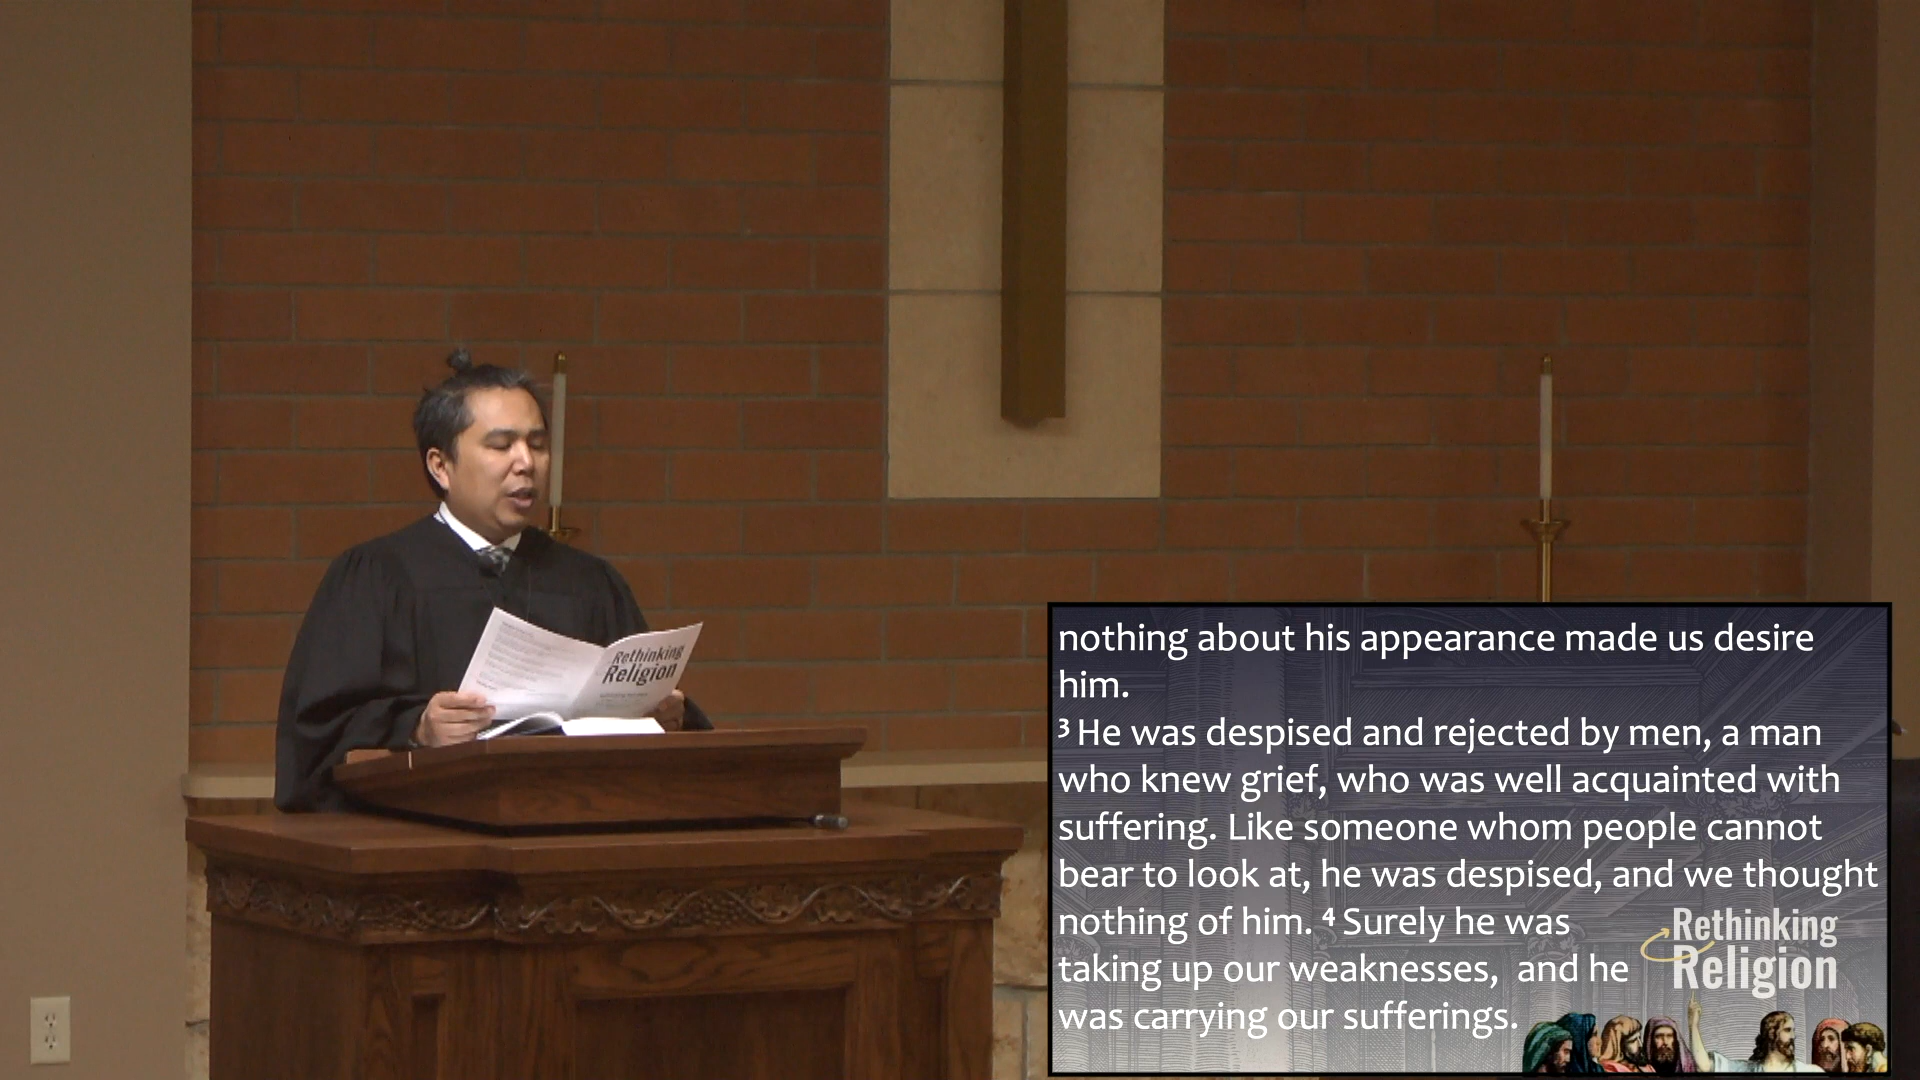 Rethinking
Religion
nothing about his appearance made us desire
him.
3 He was despised and rejected by men, a man
who knew grief, who was well acquainted with
suffering. Like someone whom people cannot
bear to look at, he was despised, and we thought
nothing of him. 4 Surely he was
taking up our weaknesses, and he
was carrying our sufferings.
Rethinking
Religion